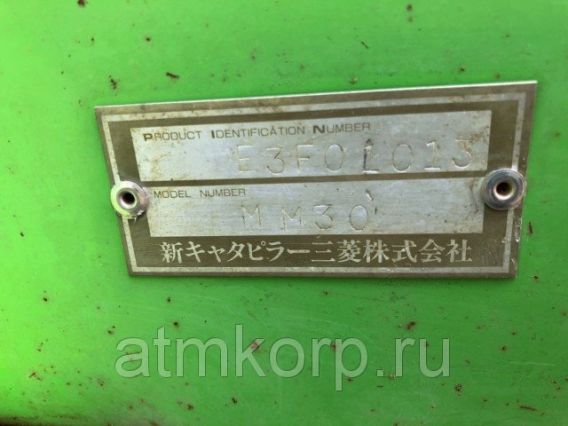 PRODUCT IDENTIFICATION NUMBER
E3F01013
MODEL NUMBER
MM30
新キャタピラー三菱株式会社
atmkorp.ru